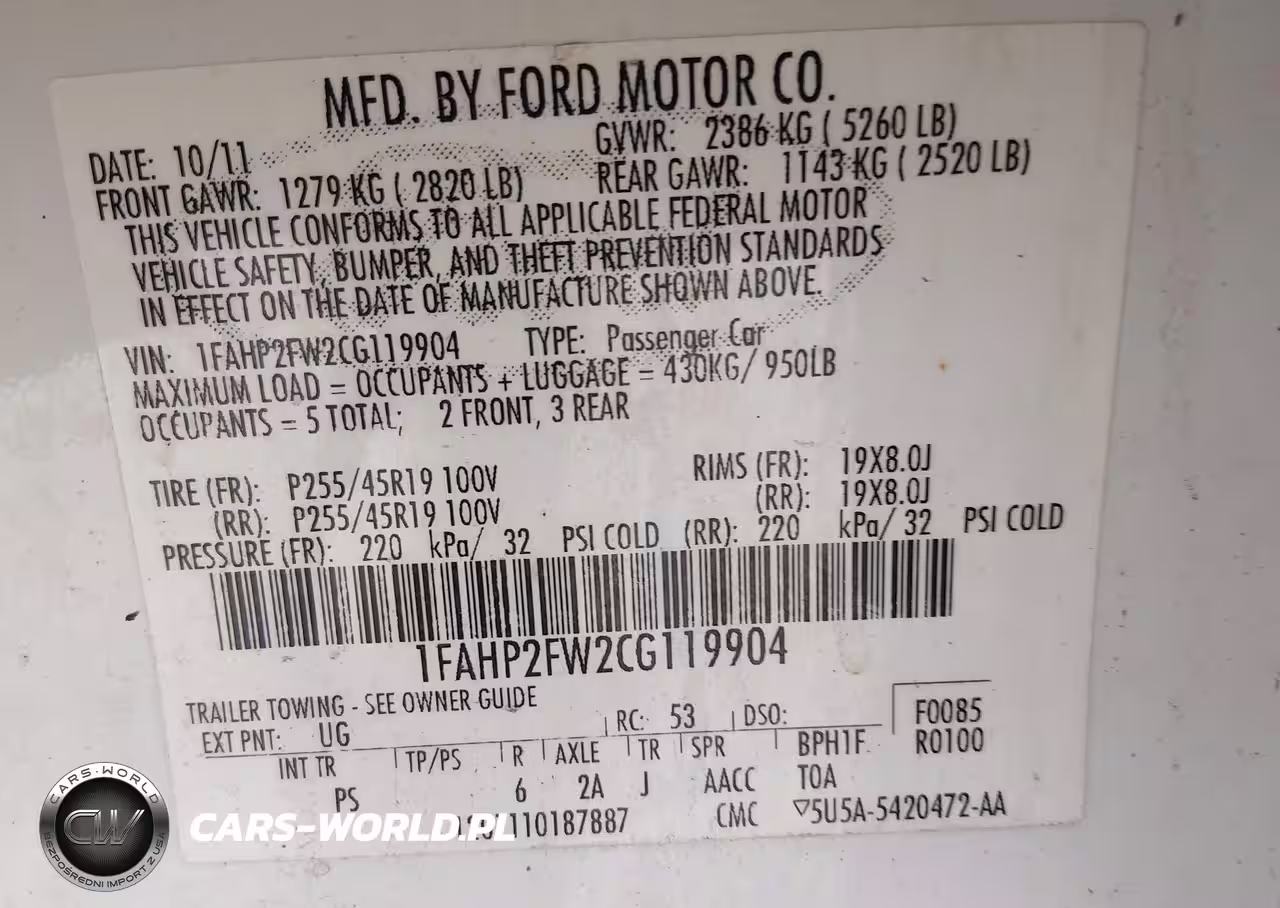 MFD. BY FORD MOTOR CO.
DATE: 10/11 GVWR: 2386 KG ( 5260 LB)
FRONT GAWR: 1279 KG ( 2820 LB) REAR GAWR: 1143 KG ( 2520 LB)
THIS VEHICLE CONFORMS TO ALL APPLICABLE FEDERAL MOTOR
VEHICLE SAFETY, BUMPER, AND THEFT PREVENTION STANDARDS
IN EFFECT ON THE DATE OF MANUFACTURE SHOWN ABOVE.
VIN: 1FAHP2FW2CG119904 TYPE: Passenger Car
MAXIMUM LOAD = OCCUPANTS + LUGGAGE = 430KG/ 950LB
OCCUPANTS = 5 TOTAL; 2 FRONT, 3 REAR
TIRE (FR): P255/45R19 100V RIMS (FR): 19X8.0J
(RR): P255/45R19 100V (RR): 19X8.0J
PRESSURE (FR): 220 kPa/ 32 PSI COLD (RR): 220 kPa/ 32 PSI COLD
1FAHP2FW2CG119904
TRAILER TOWING - SEE OWNER GUIDE
EXT PNT: UG RC: 53 DSO: F0085
INT TR TP/PS R AXLE TR SPR BPH1F R0100
PS 6 2A J AACC TOA
110187887 CMC ▽5U5A-5420472-AA
CARS-WORLD.PL
CARS-WORLD
CW
BEZPOŚREDNI IMPORT Z USA